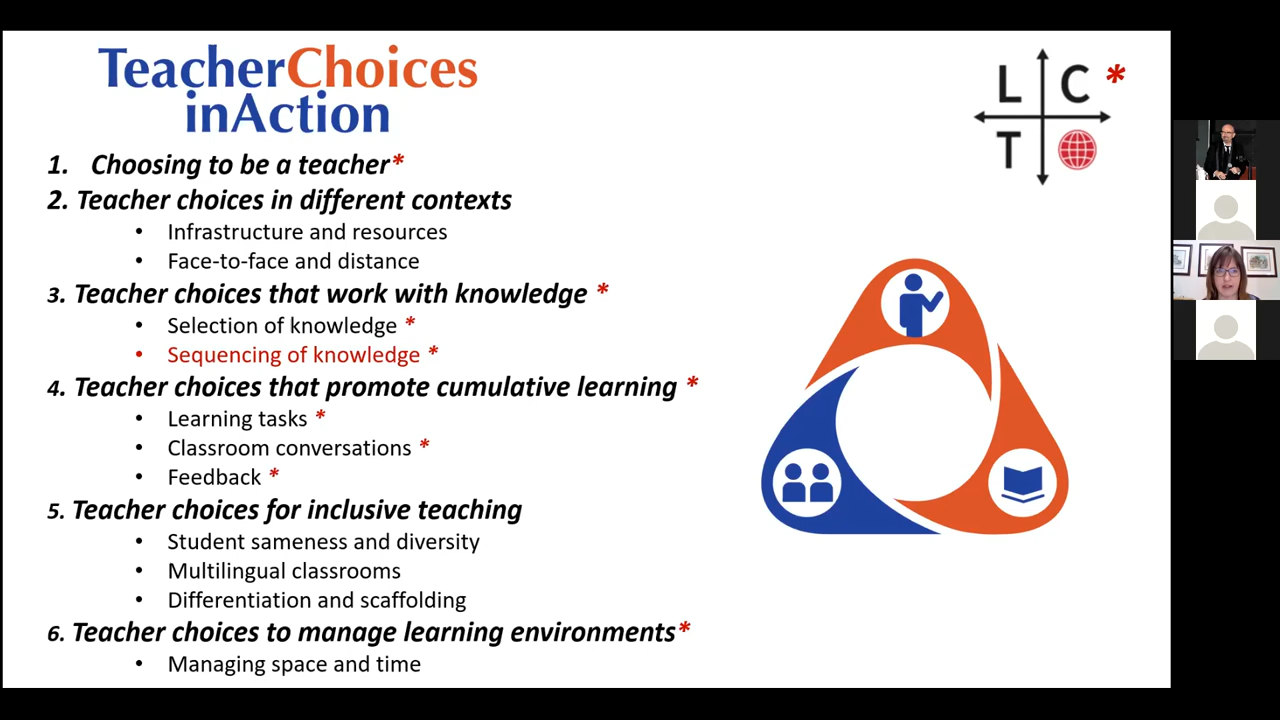 TeacherChoices
inAction
L C *
T
1. Choosing to be a teacher*
2. Teacher choices in different contexts
• Infrastructure and resources
• Face-to-face and distance
3. Teacher choices that work with knowledge *
• Selection of knowledge *
• Sequencing of knowledge *
4. Teacher choices that promote cumulative learning *
• Learning tasks *
• Classroom conversations *
• Feedback *
5. Teacher choices for inclusive teaching
• Student sameness and diversity
• Multilingual classrooms
• Differentiation and scaffolding
6. Teacher choices to manage learning environments*
• Managing space and time